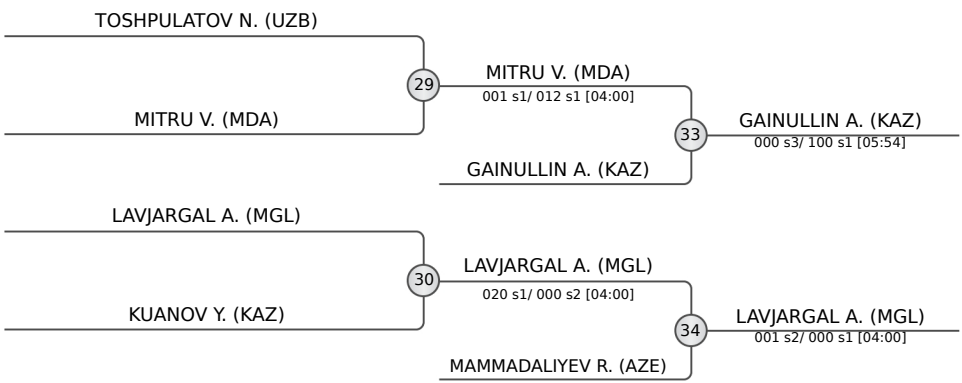 TOSHPULATOV N. (UZB)
29
MITRU V. (MDA)
001 s1/ 012 s1 [04:00]
MITRU V. (MDA)
33
GAINULLIN A. (KAZ)
000 s3/ 100 s1 [05:54]
GAINULLIN A. (KAZ)
LAVJARGAL A. (MGL)
30
LAVJARGAL A. (MGL)
020 s1/ 000 s2 [04:00]
KUANOV Y. (KAZ)
34
LAVJARGAL A. (MGL)
001 s2/ 000 s1 [04:00]
MAMMADALIYEV R. (AZE)